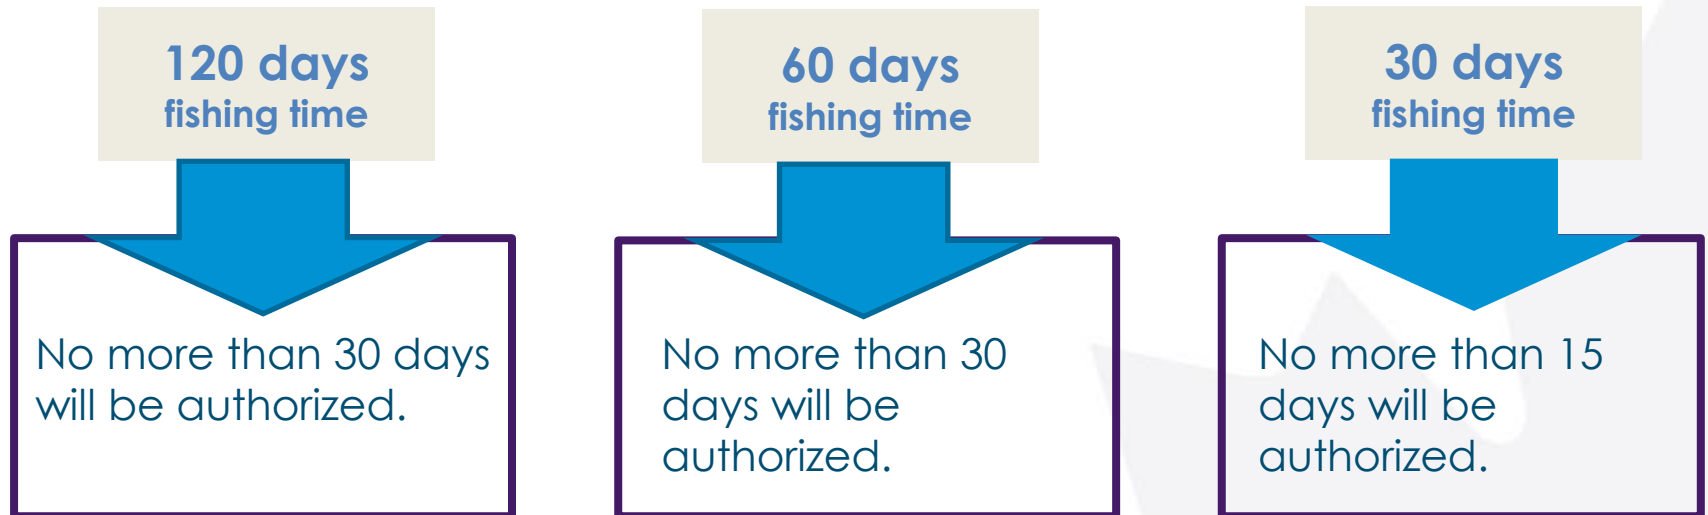 120 days
fishing time
No more than 30 days
will be authorized.
60 days
fishing time
No more than 30
days will be
authorized.
30 days
fishing time
No more than 15
days will be
authorized.